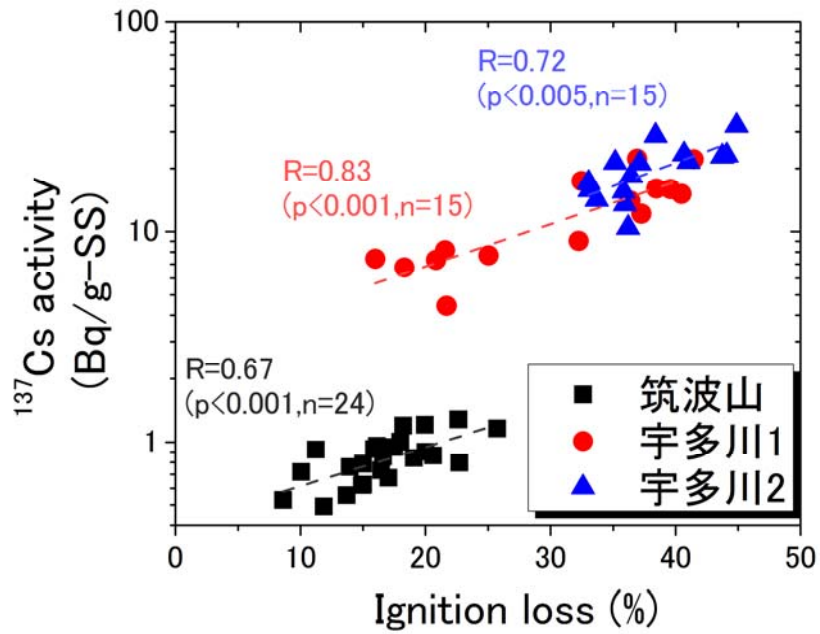 100
10
1
0
10
20
30
40
50
137Cs activity
(Bq/g-SS)
Ignition loss (%)
R=0.72
(p<0.005,n=15)
R=0.83
(p<0.001,n=15)
R=0.67
(p<0.001,n=24)
筑波山
宇多川1
宇多川2